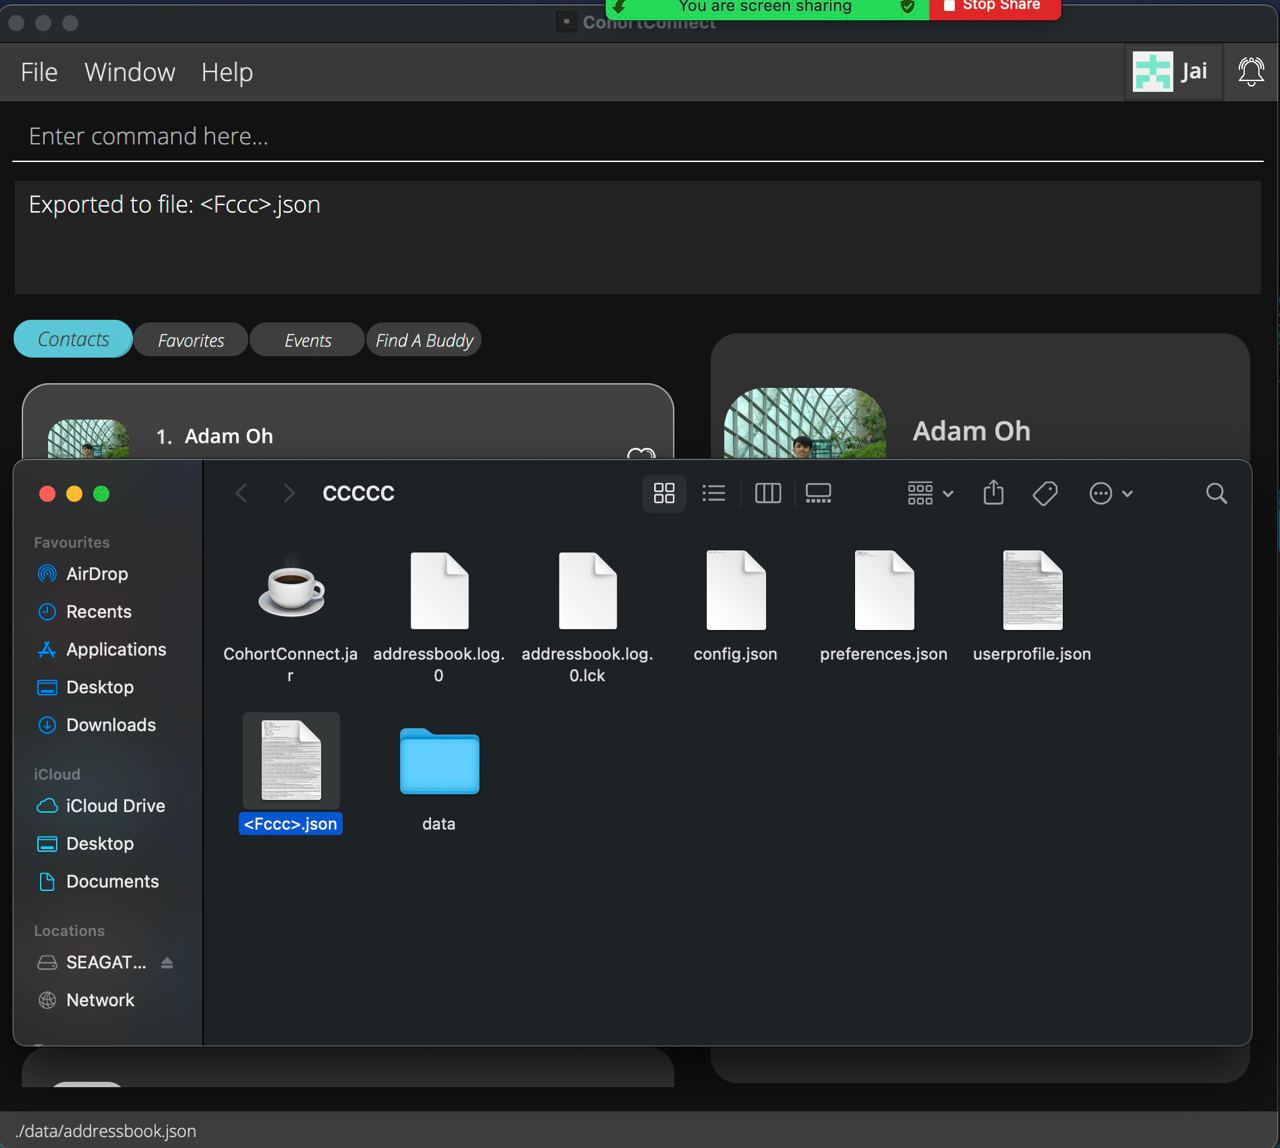 You are screen sharing
Stop Share
CohortConnect
File Window Help
Jai
Enter command here...
Exported to file: <Fccc>.json
Contacts
Favorites
Events
Find A Buddy
1. Adam Oh
Adam Oh
ccccc
Favourites
AirDrop
Recents
Applications
Desktop
Downloads
iCloud
iCloud Drive
Desktop
Documents
Locations
SEAGAT...
Network
CohortConnect.ja
r
addressbook.log.
0
addressbook.log.
0.lck
config.json
preferences.json
userprofile.json
<Fccc>.json
data
./data/addressbook.json